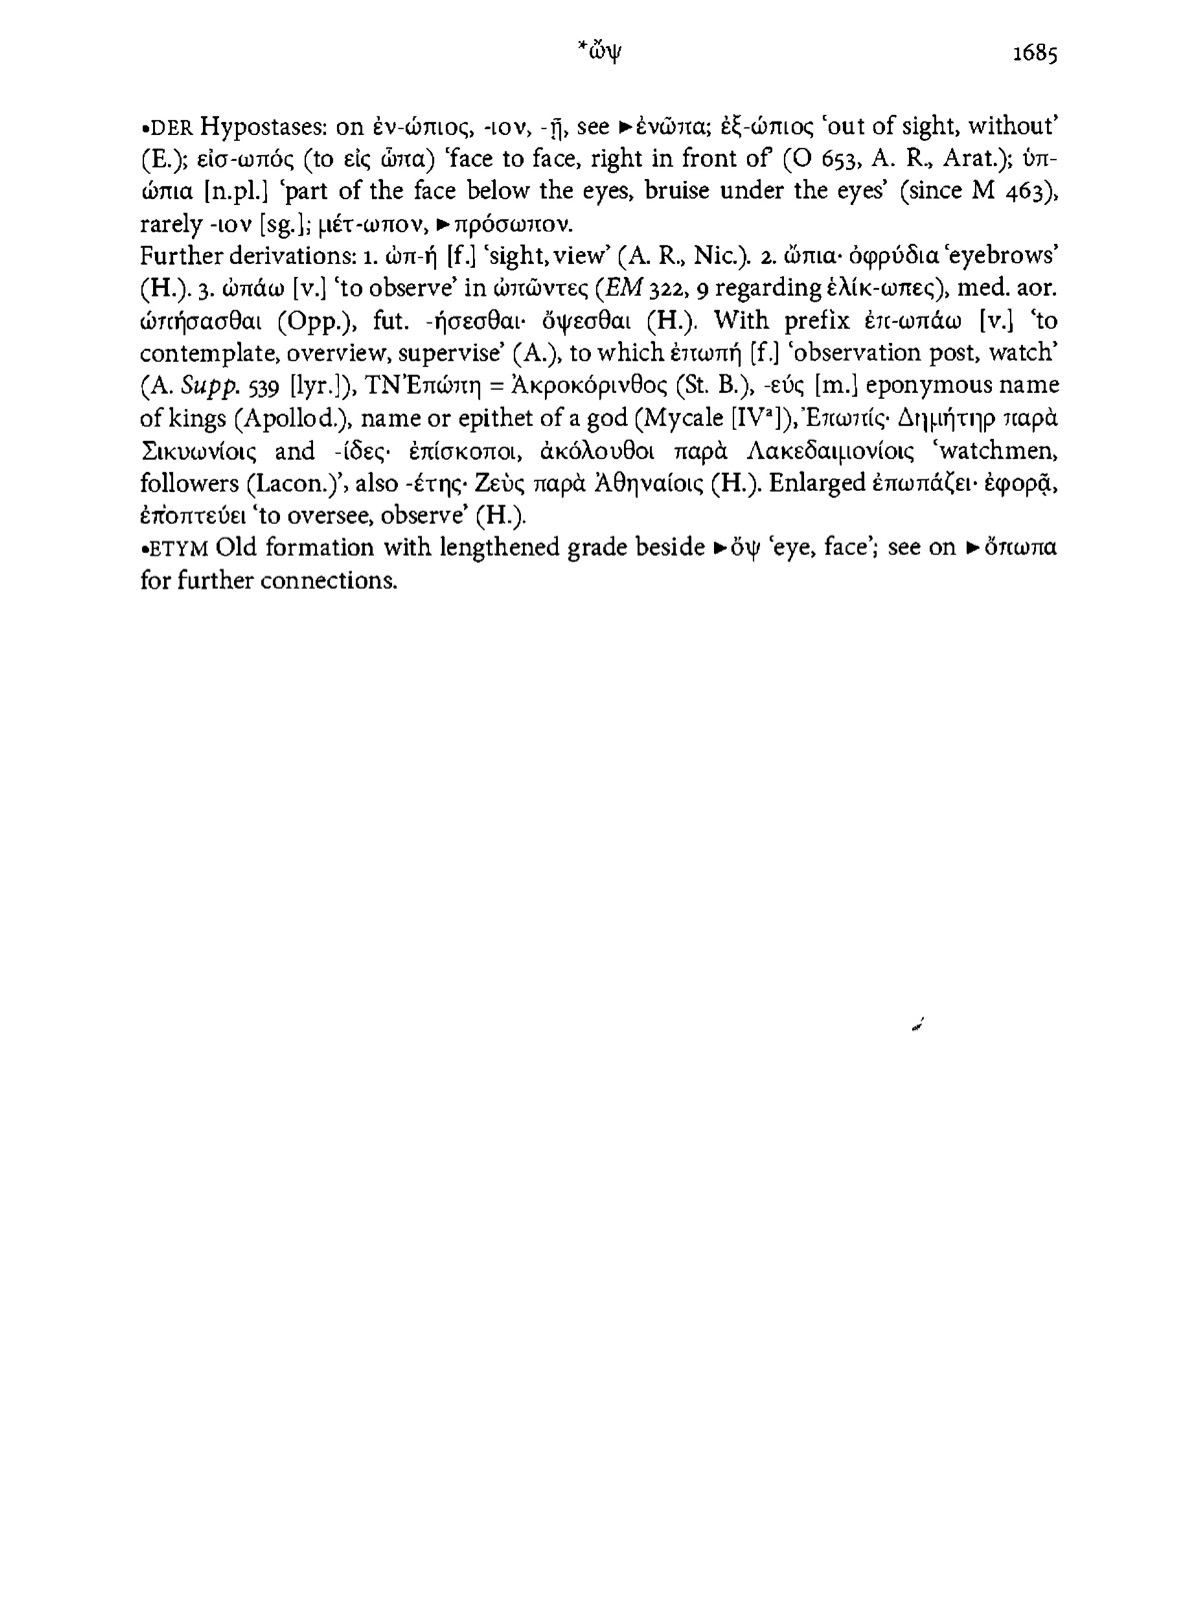 *ὤψ 1685
•DER Hypostases: on ἐν-ώπιος, -ιον, -ῇ, see ►ἐνῶπα; ἐξ-ώπιος ‘out of sight, without’
(E.); εἰσ-ωπός (to εἰς ὦπα) ‘face to face, right in front of’ (O 653, A. R., Arat.); ὑπ-
ώπια [n.pl.] ‘part of the face below the eyes, bruise under the eyes’ (since M 463),
rarely -ιον [sg.]; μέτ-ωπον, ►πρόσωπον.
Further derivations: 1. ὠπ-ή [f.] ‘sight, view’ (A. R., Nic.). 2. ὤπια· ὀφρύδια ‘eyebrows’
(H.). 3. ὠπάω [v.] ‘to observe’ in ὠπῶντες (EM 322, 9 regarding ἑλίκ-ωπες), med. aor.
ὠπήσασθαι (Opp.), fut. -ήσεσθαι· ὄψεσθαι (H.). With prefix ἐπ-ωπάω [v.] ‘to
contemplate, overview, supervise’ (A.), to which ἐπωπή [f.] ‘observation post, watch’
(A. Supp. 539 [lyr.]), TN Ἐπώπη = Ἀκροκόρινθος (St. B.), -εύς [m.] eponymous name
of kings (Apollod.), name or epithet of a god (Mycale [IVᵃ]), Ἐπωπίς· Δημήτηρ παρὰ
Σικυωνίοις and -ίδες· ἐπίσκοποι, ἀκόλουθοι παρὰ Λακεδαιμονίοις ‘watchmen,
followers (Lacon.)’, also -έτης· Ζεὺς παρὰ Ἀθηναίοις (H.). Enlarged ἐπωπάζει· ἐφορᾷ,
ἐποπτεύει ‘to oversee, observe’ (H.).
•ETYM Old formation with lengthened grade beside ►ὄψ ‘eye, face’; see on ►ὄπωπα
for further connections.